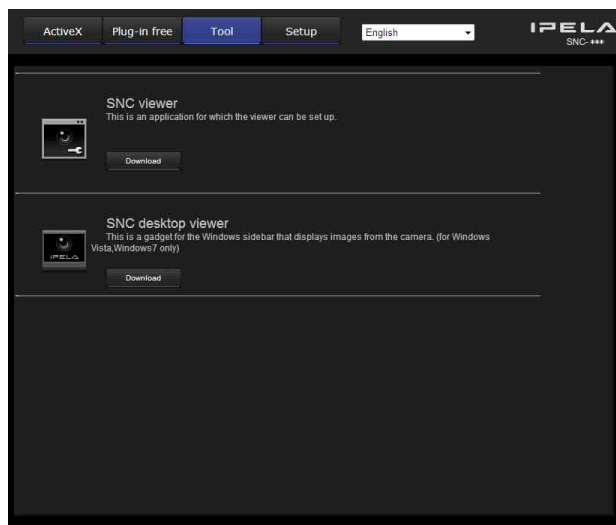 ActiveX Plug-in free Tool Setup English IPELA
SNC-***
SNC viewer
This is an application for which the viewer can be set up.
Download
SNC desktop viewer
This is a gadget for the Windows sidebar that displays images from the camera. (for Windows
Vista,Windows7 only)
IPELA
Download